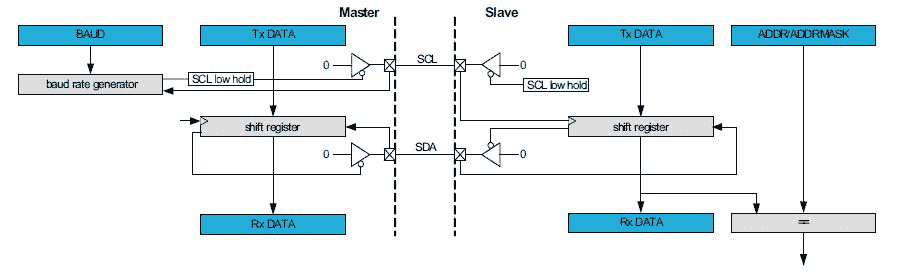 Master Slave
BAUD Tx DATA Tx DATA ADDR/ADDRMASK
0 SCL 0
baud rate generator SCL low hold SCL low hold
shift register shift register
0 SDA 0
Rx DATA Rx DATA ==